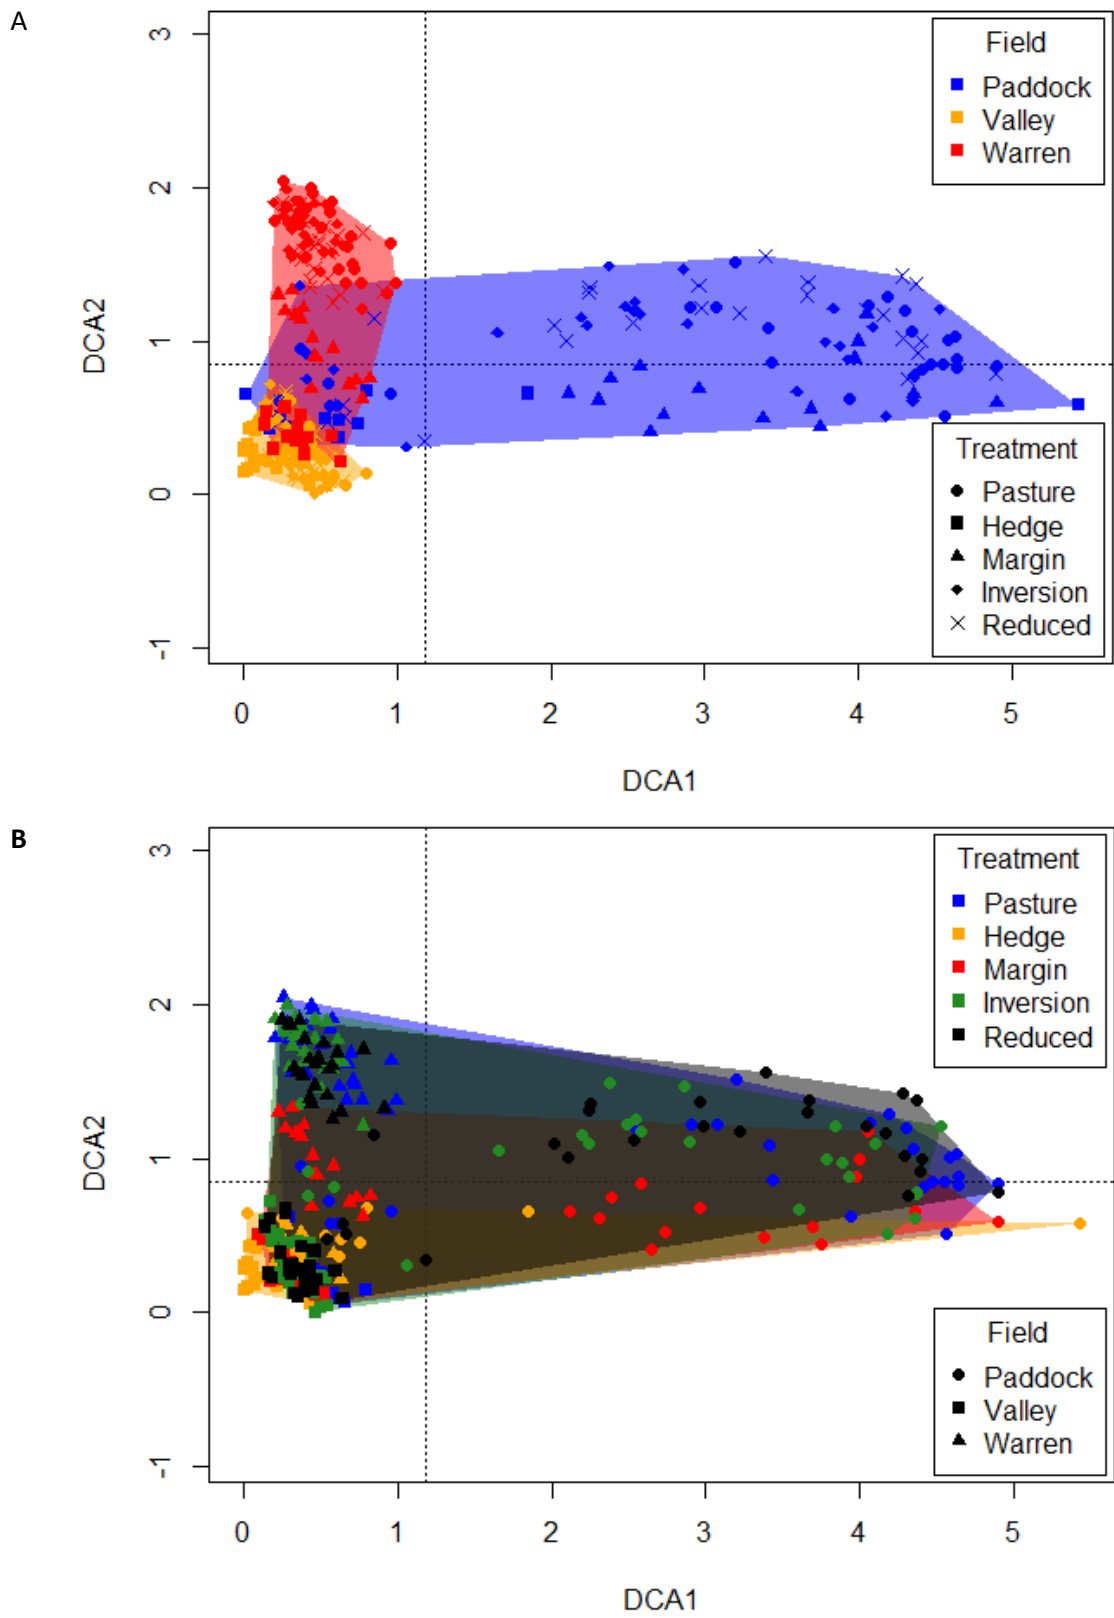 A
3
2
1
0
-1
DCA2
Field
Paddock
Valley
Warren
Treatment
Pasture
Hedge
Margin
Inversion
Reduced
0 1 2 3 4 5
DCA1
B
3
2
1
0
-1
DCA2
Treatment
Pasture
Hedge
Margin
Inversion
Reduced
Field
Paddock
Valley
Warren
0 1 2 3 4 5
DCA1